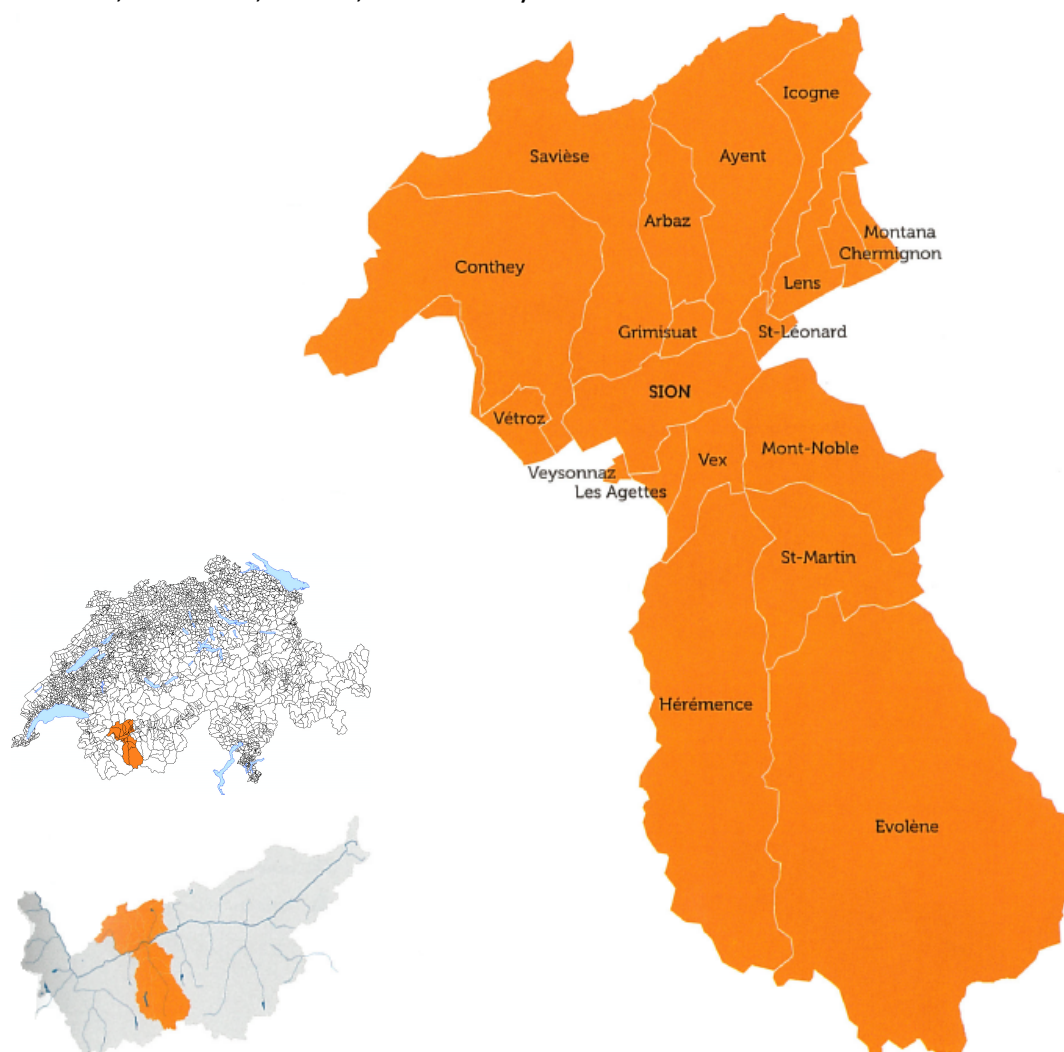 Icogne
Savièse
Ayent
Arbaz
Montana
Chermignon
Conthey
Lens
Grimisuat
St-Léonard
SION
Vétroz
Mont-Noble
Vex
Veysonnaz
Les Agettes
St-Martin
Hérémence
Evolène